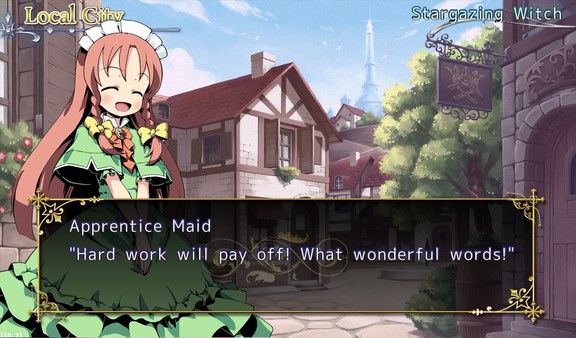 Local City
Stargazing Witch
Apprentice Maid
"Hard work will pay off! What wonderful words!"